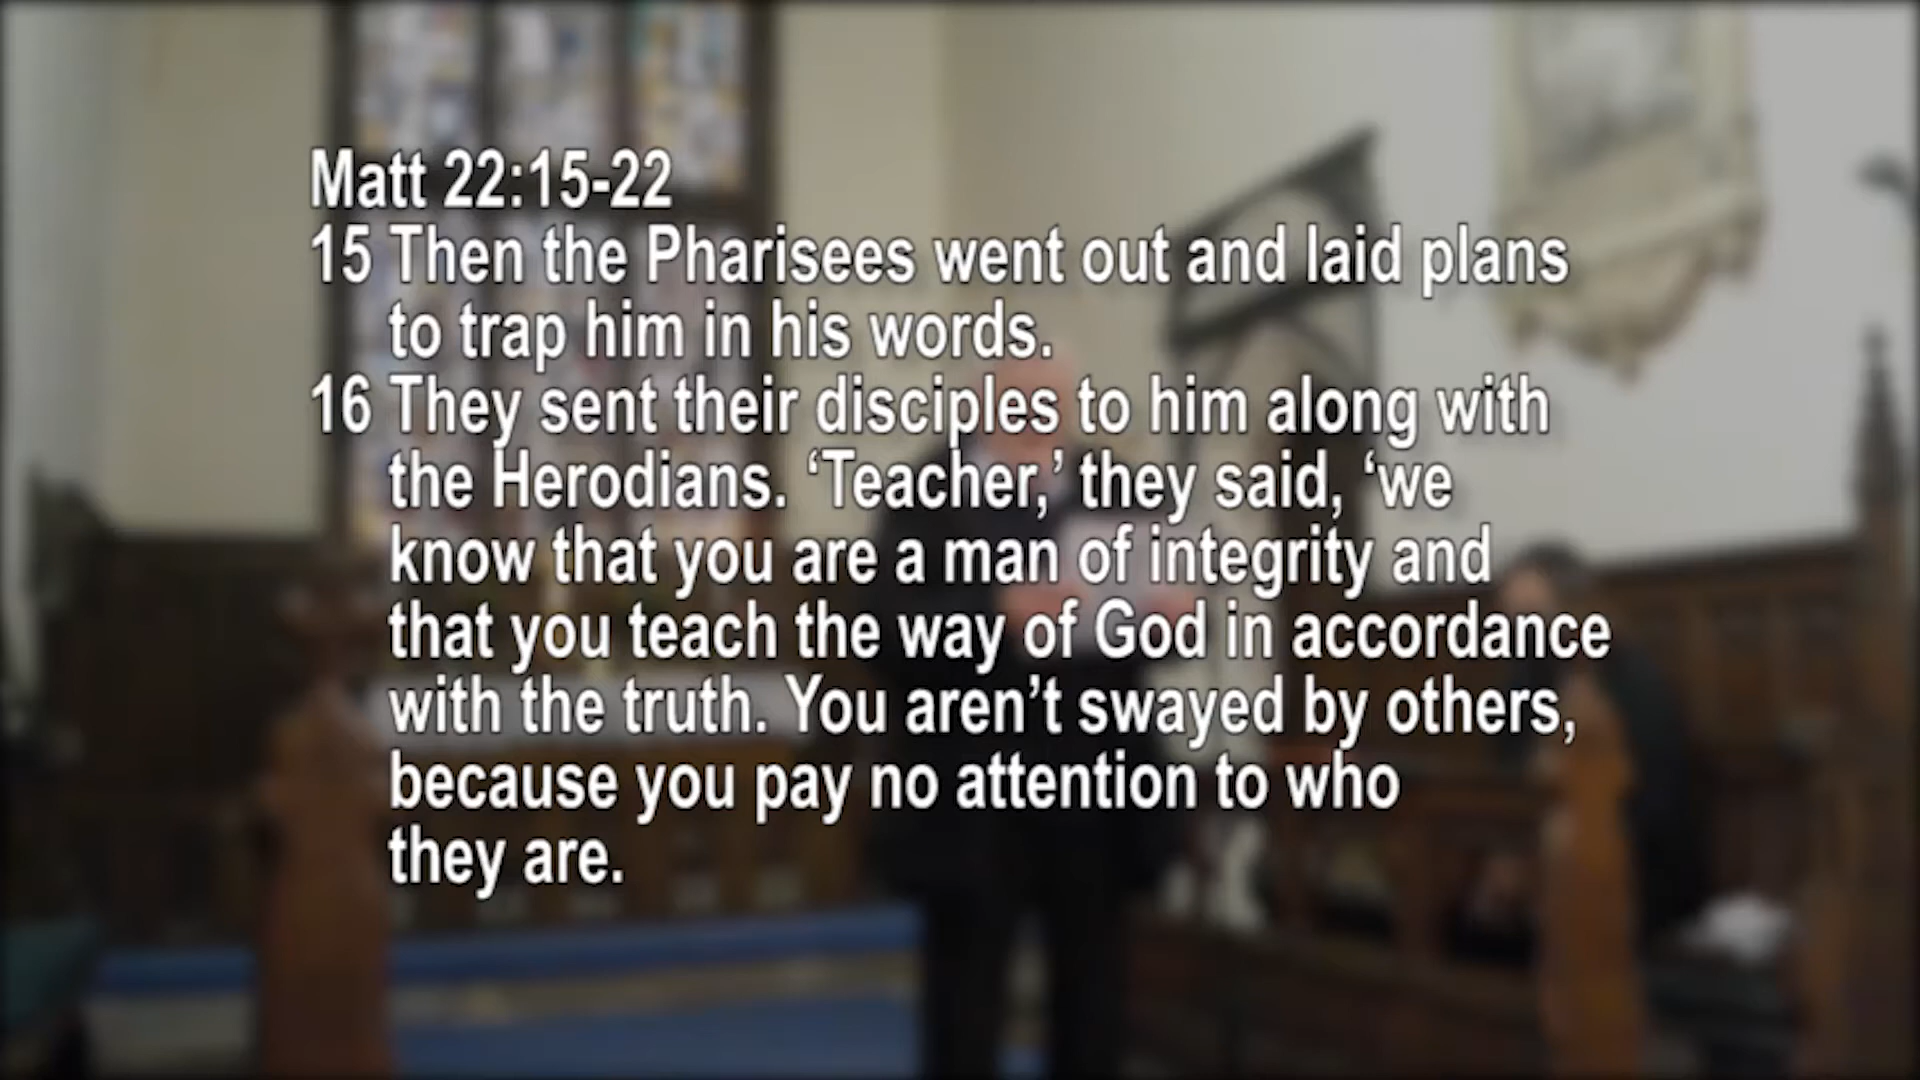 Matt 22:15-22
15 Then the Pharisees went out and laid plans
to trap him in his words.
16 They sent their disciples to him along with
the Herodians. ‘Teacher,’ they said, ‘we
know that you are a man of integrity and
that you teach the way of God in accordance
with the truth. You aren’t swayed by others,
because you pay no attention to who
they are.